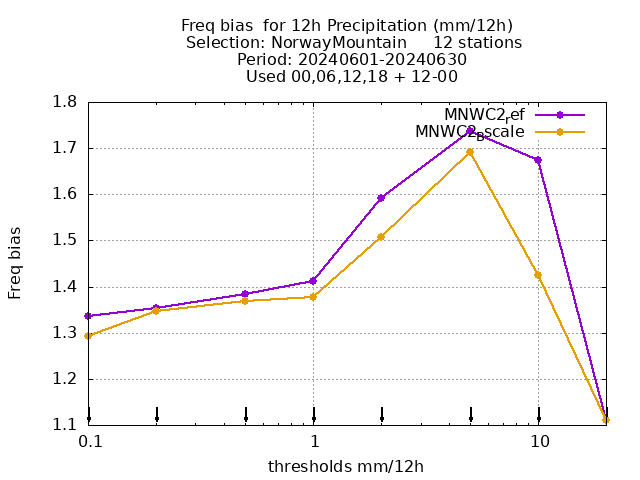 Freq bias  for 12h Precipitation (mm/12h)
Selection: NorwayMountain     12 stations
Period: 20240601-20240630
Used 00,06,12,18 + 12-00
MNWC2ref
MNWC2Dscale
1.8
1.7
1.6
1.5
1.4
1.3
1.2
1.1
Freq bias
0.1 1 10
thresholds mm/12h